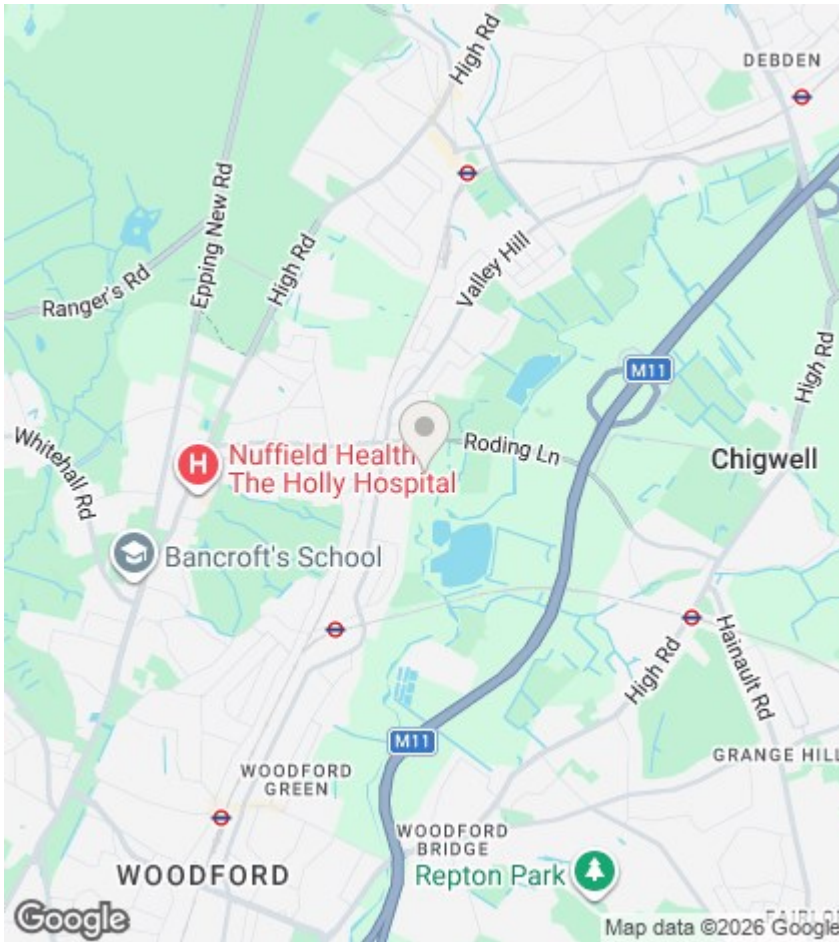 DEBDEN
High Rd
Epping New Rd
High Rd
Ranger's Rd
Valley Hill
High Rd
M11
Whitehall Rd
H
Nuffield Health
The Holly Hospital
Roding Ln
Chigwell
Bancroft's School
High Rd
Hainault Rd
M11
GRANGE HILL
WOODFORD
GREEN
WOODFORD
BRIDGE
WOODFORD
Repton Park
Google
Map data ©2026 Google